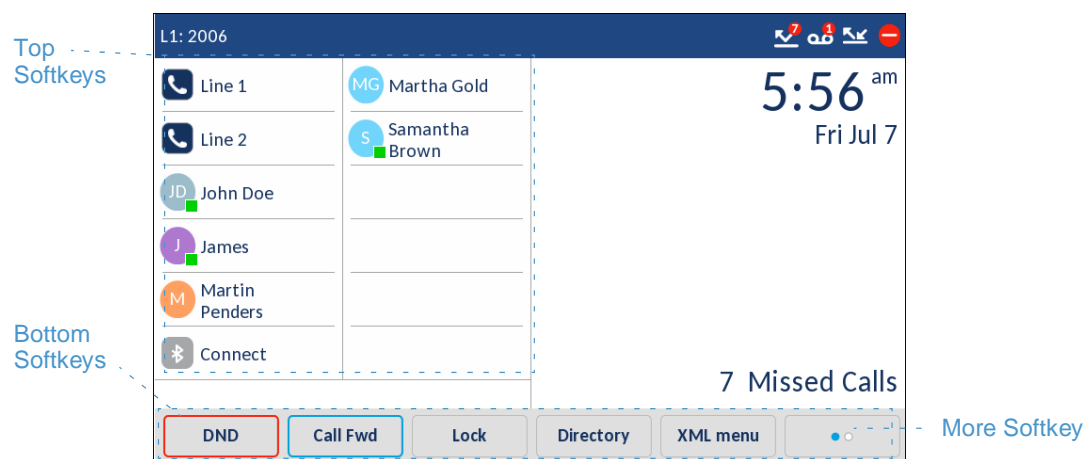 Top
Softkeys
L1: 2006
7
1
Line 1
MG
Martha Gold
5:56 am
Line 2
S
Samantha
Brown
Fri Jul 7
JD
John Doe
J
James
M
Martin
Penders
Connect
Bottom
Softkeys
7 Missed Calls
DND
Call Fwd
Lock
Directory
XML menu
More Softkey